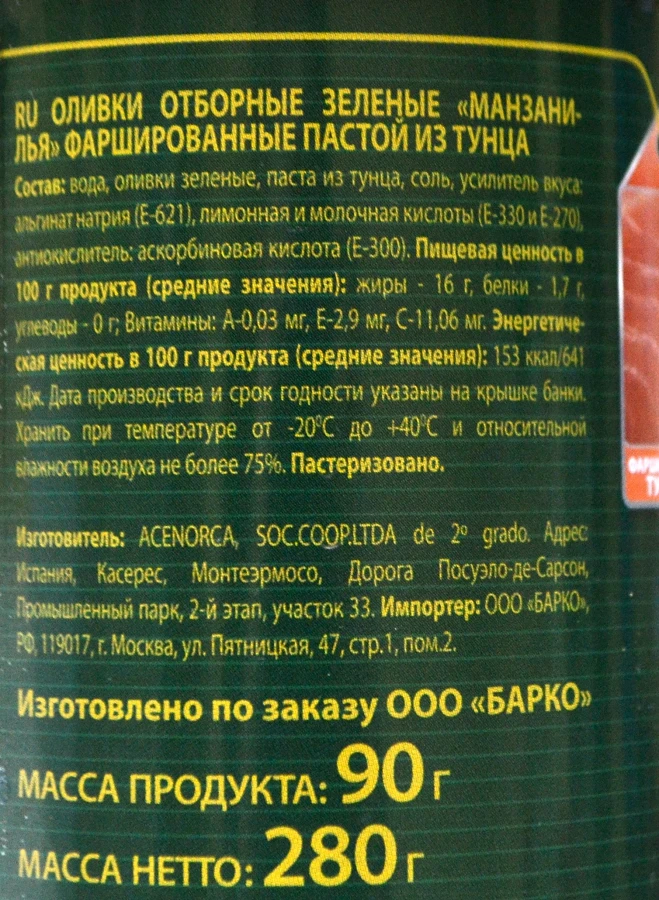 RU ОЛИВКИ ОТБОРНЫЕ ЗЕЛЕНЫЕ «МАНЗАНИ-
ЛЬЯ» ФАРШИРОВАННЫЕ ПАСТОЙ ИЗ ТУНЦА
Состав: вода, оливки зеленые, паста из тунца, соль, усилитель вкуса:
альгинат натрия (Е-621), лимонная и молочная кислоты (Е-330 и Е-270),
антиокислитель: аскорбиновая кислота (Е-300). Пищевая ценность в
100 г продукта (средние значения): жиры - 16 г, белки - 1,7 г,
углеводы - 0 г; Витамины: А-0,03 мг, Е-2,9 мг, С-11,06 мг. Энергетиче-
ская ценность в 100 г продукта (средние значения): 153 ккал/641
кДж. Дата производства и срок годности указаны на крышке банки.
Хранить при температуре от -20°С до +40°С и относительной
влажности воздуха не более 75%. Пастеризовано.
Изготовитель: ACENORCA, SOC.COOP.LTDA de 2º grado. Адрес:
Испания, Касерес, Монтеэрмосо, Дорога Посуэло-де-Сарсон,
Промышленный парк, 2-й этап, участок 33. Импортер: ООО «БАРКО»,
РФ, 119017, г. Москва, ул. Пятницкая, 47, стр.1, пом.2.
Изготовлено по заказу ООО «БАРКО»
МАССА ПРОДУКТА: 90 г
МАССА НЕТТО: 280 г